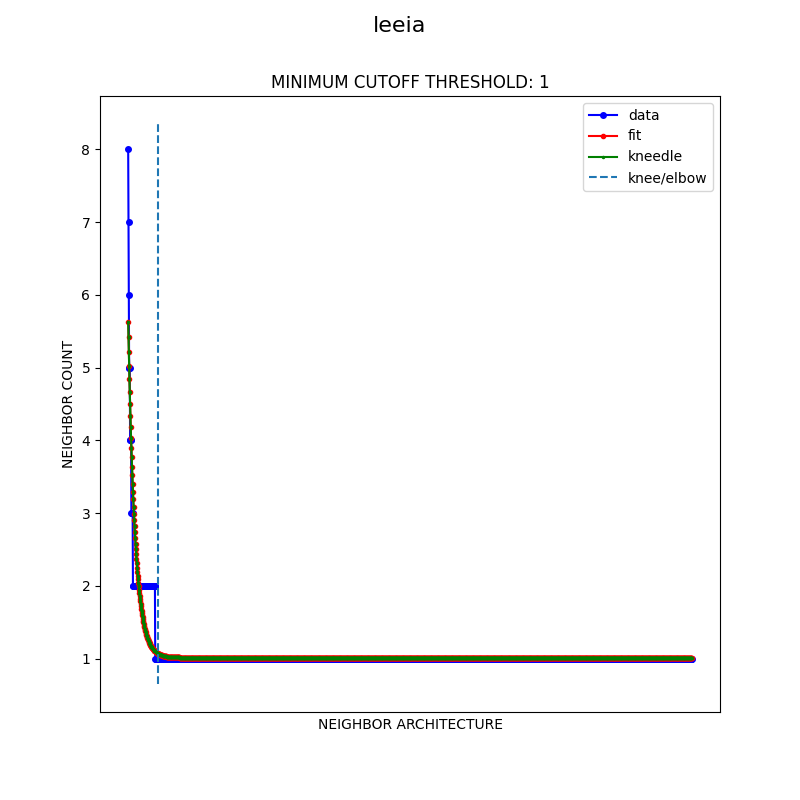 leeia
MINIMUM CUTOFF THRESHOLD: 1
data
fit
kneedle
knee/elbow
8
7
6
5
4
3
2
1
NEIGHBOR COUNT
NEIGHBOR ARCHITECTURE